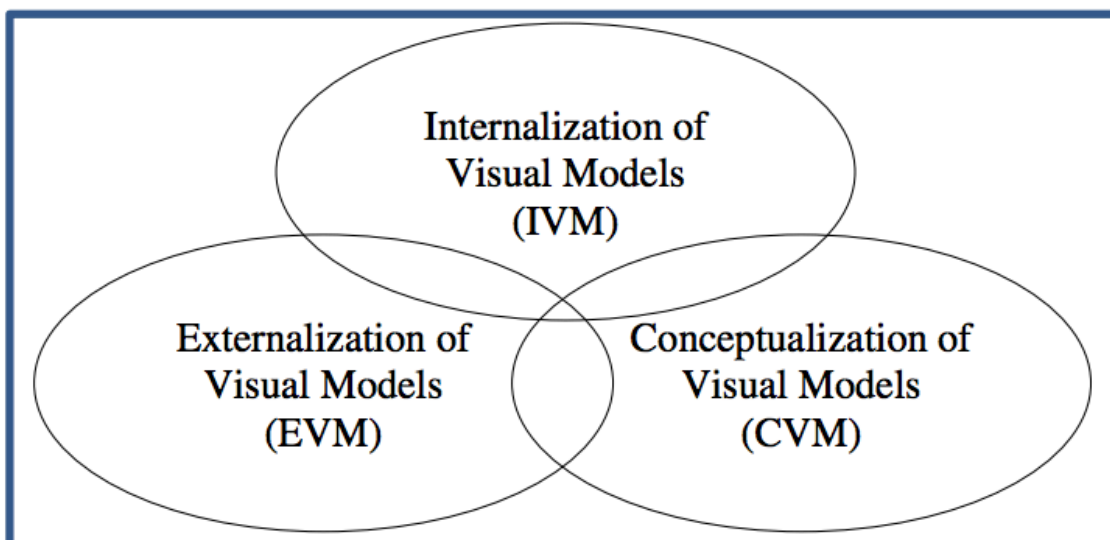 Internalization of
Visual Models
(IVM)
Externalization of
Visual Models
(EVM)
Conceptualization of
Visual Models
(CVM)